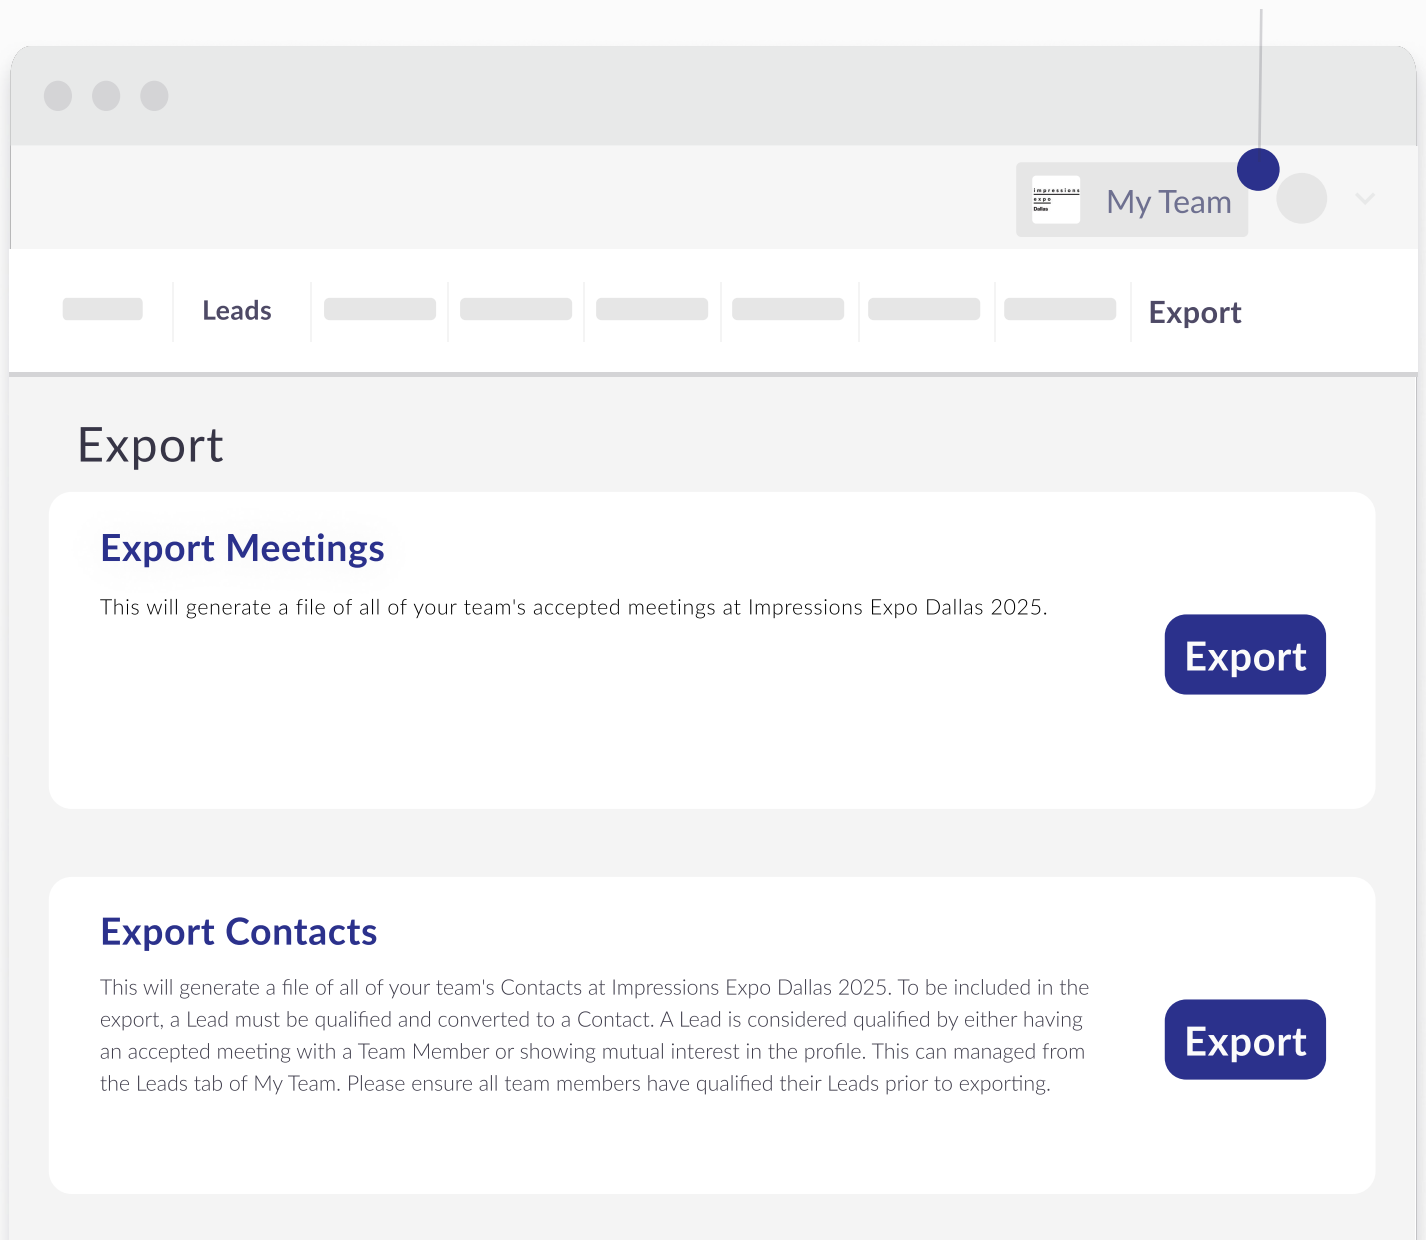 impressions
expo
Dallas
My Team
Leads
Export
Export
Export Meetings
This will generate a file of all of your team's accepted meetings at Impressions Expo Dallas 2025.
Export
Export Contacts
This will generate a file of all of your team's Contacts at Impressions Expo Dallas 2025. To be included in the
export, a Lead must be qualified and converted to a Contact. A Lead is considered qualified by either having
an accepted meeting with a Team Member or showing mutual interest in the profile. This can managed from
the Leads tab of My Team. Please ensure all team members have qualified their Leads prior to exporting.
Export